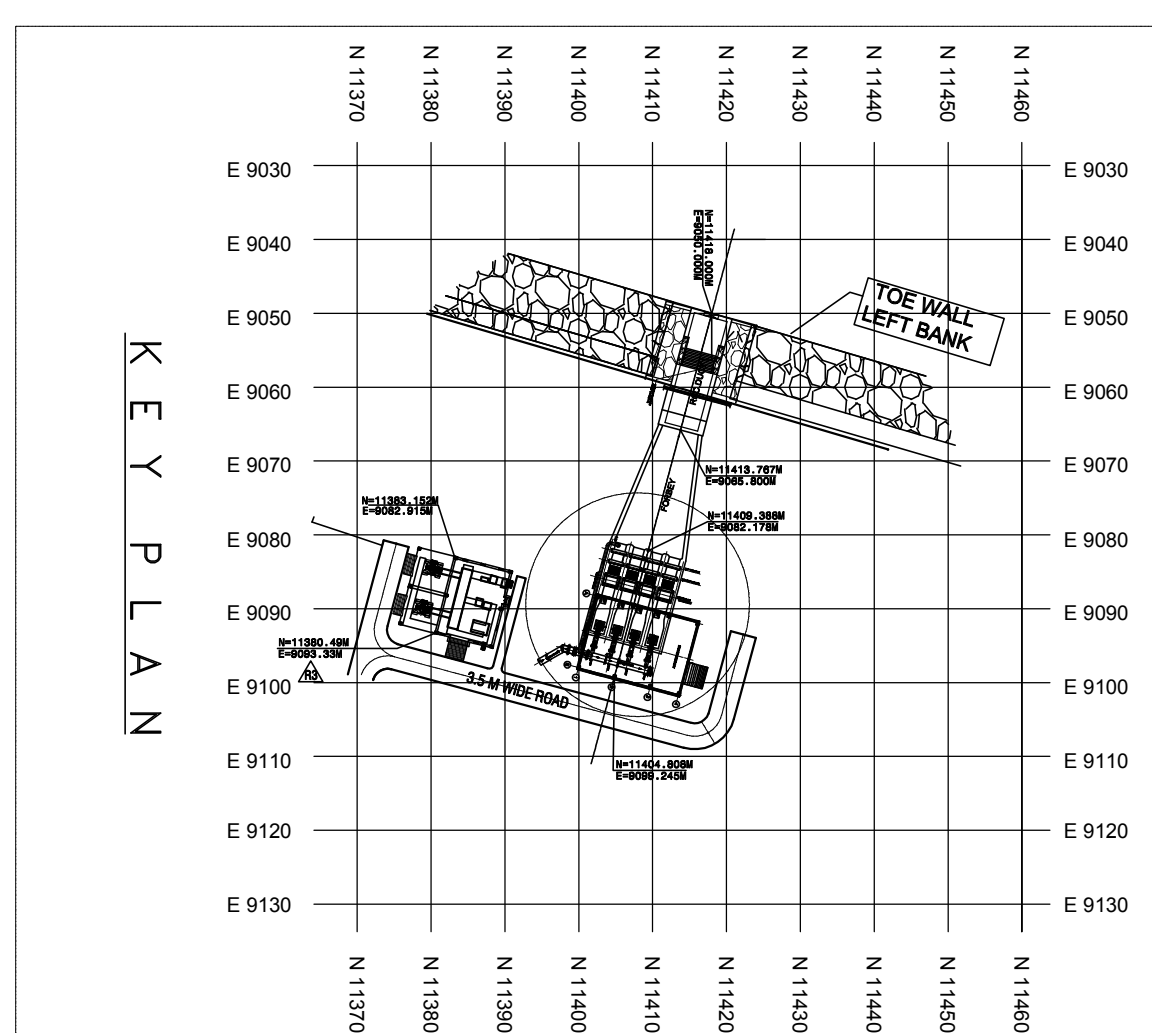 N 11370
N 11380
N 11390
N 11400
N 11410
N 11420
N 11430
N 11440
N 11450
N 11460
E 9030
E 9030
E 9040
E 9040
N=11418.000M
E=9050.000M
TOE WALL
LEFT BANK
E 9050
E 9050
E 9060
E 9060
E 9070
E 9070
N=11413.767M
E=9065.800M
FOREBEY
N=11383.152M
E=9082.915M
N=11409.388M
E=9082.178M
E 9080
E 9080
E 9090
E 9090
N=11380.49M
E=9093.33M
R3
E 9100
E 9100
3.5 M WIDE ROAD
N=11404.808M
E=9099.245M
E 9110
E 9110
E 9120
E 9120
E 9130
E 9130
KEY PLAN
N 11370
N 11380
N 11390
N 11400
N 11410
N 11420
N 11430
N 11440
N 11450
N 11460